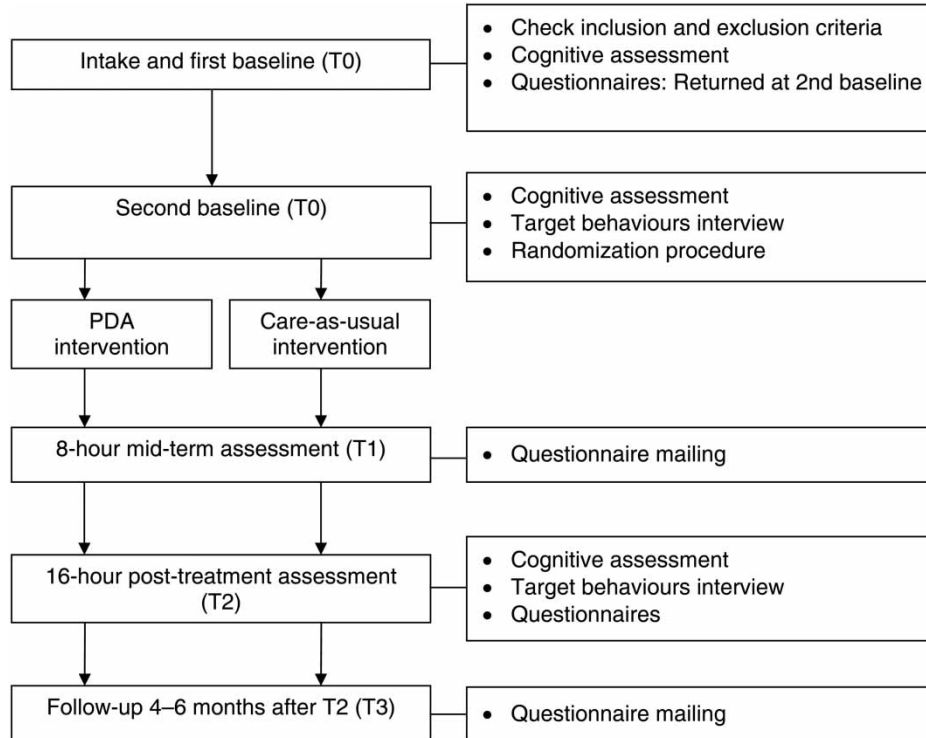 Intake and first baseline (T0)
• Check inclusion and exclusion criteria
• Cognitive assessment
• Questionnaires: Returned at 2nd baseline
Second baseline (T0)
• Cognitive assessment
• Target behaviours interview
• Randomization procedure
PDA
intervention
Care-as-usual
intervention
8-hour mid-term assessment (T1)
• Questionnaire mailing
16-hour post-treatment assessment
(T2)
• Cognitive assessment
• Target behaviours interview
• Questionnaires
Follow-up 4–6 months after T2 (T3)
• Questionnaire mailing